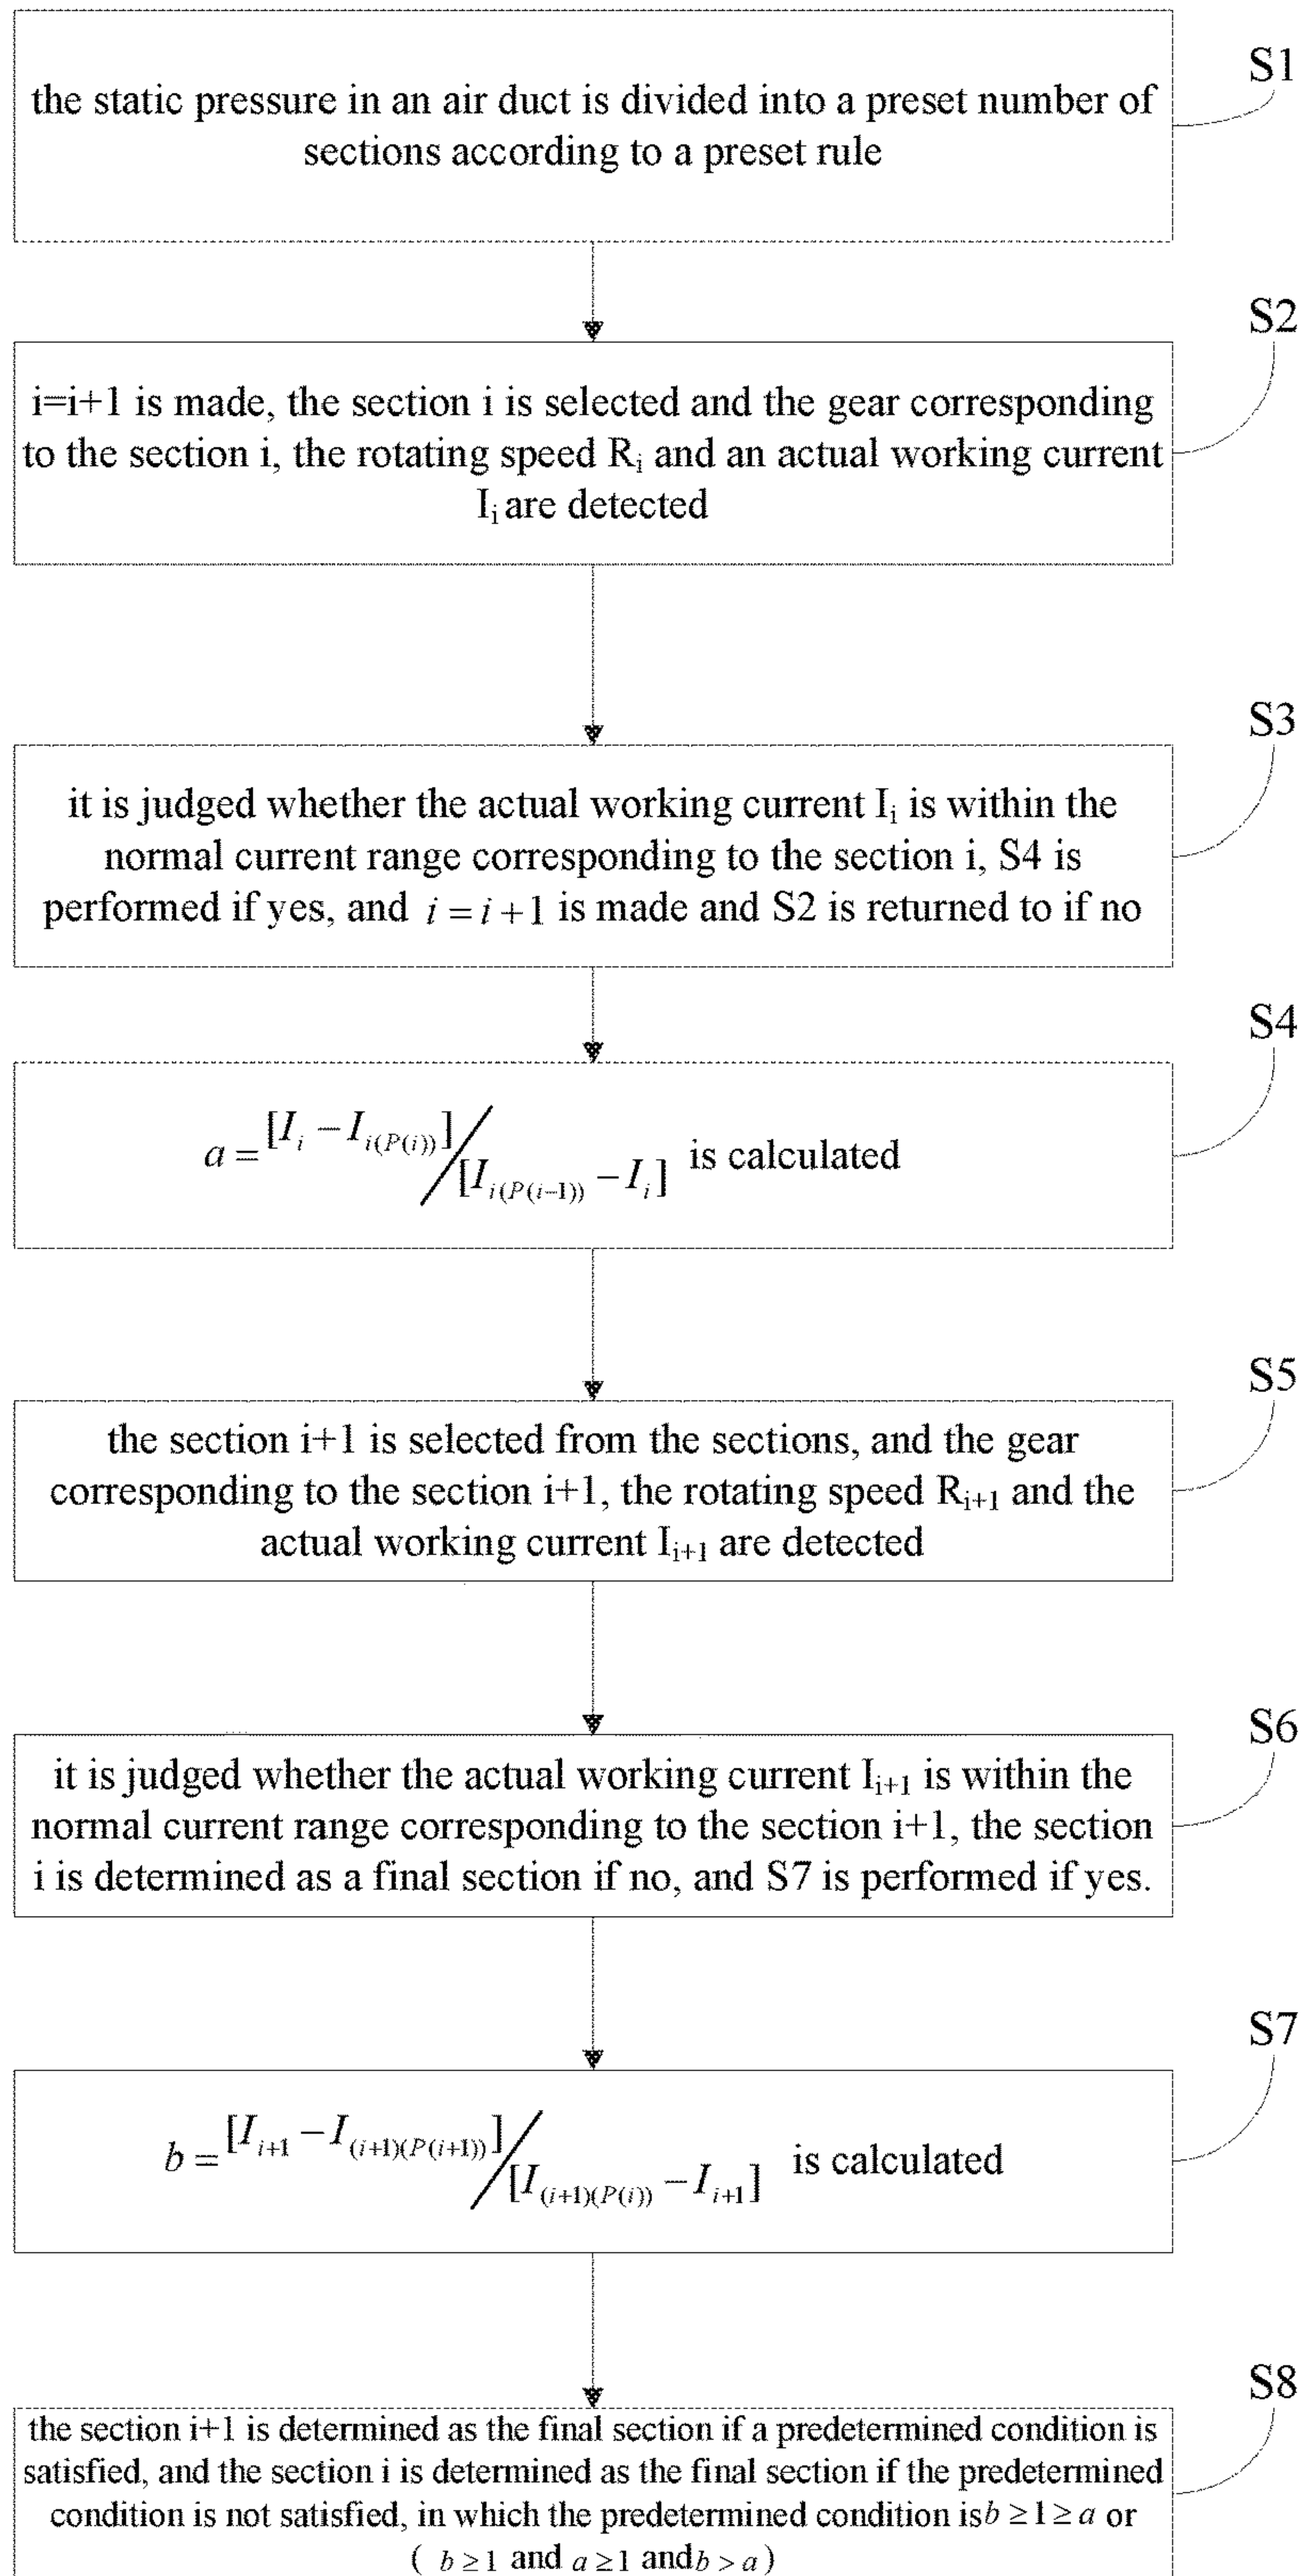 S1
the static pressure in an air duct is divided into a preset number of
sections according to a preset rule
S2
i=i+1 is made, the section i is selected and the gear corresponding
to the section i, the rotating speed Rᵢ and an actual working current
Iᵢ are detected
S3
it is judged whether the actual working current Iᵢ is within the
normal current range corresponding to the section i, S4 is
performed if yes, and i = i + 1 is made and S2 is returned to if no
S4
a = [I_i − I_{i(P(i))}] / [I_{i(P(i−1))} − I_i] is calculated
S5
the section i+1 is selected from the sections, and the gear
corresponding to the section i+1, the rotating speed Rᵢ₊₁ and the
actual working current Iᵢ₊₁ are detected
S6
it is judged whether the actual working current Iᵢ₊₁ is within the
normal current range corresponding to the section i+1, the section
i is determined as a final section if no, and S7 is performed if yes.
S7
b = [I_{i+1} − I_{(i+1)(P(i+1))}] / [I_{(i+1)(P(i))} − I_{i+1}] is calculated
S8
the section i+1 is determined as the final section if a predetermined condition is
satisfied, and the section i is determined as the final section if the predetermined
condition is not satisfied, in which the predetermined condition is b ≥ 1 ≥ a or
( b ≥ 1 and a ≥ 1 and b > a )